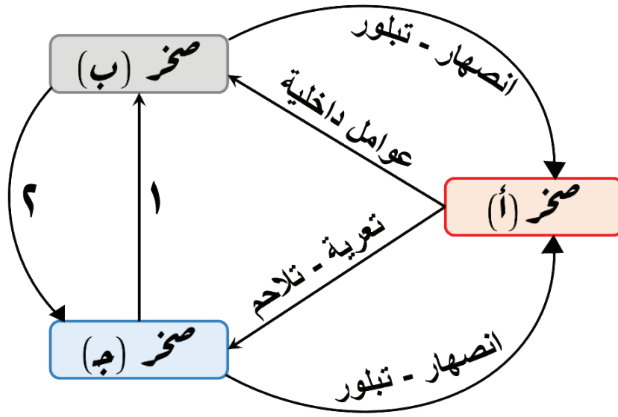 صخر (ب)
انصهار - تبلور
عوامل داخلية
٢
١
صخر (أ)
تعرية - تلاحم
صخر (جـ)
انصهار - تبلور